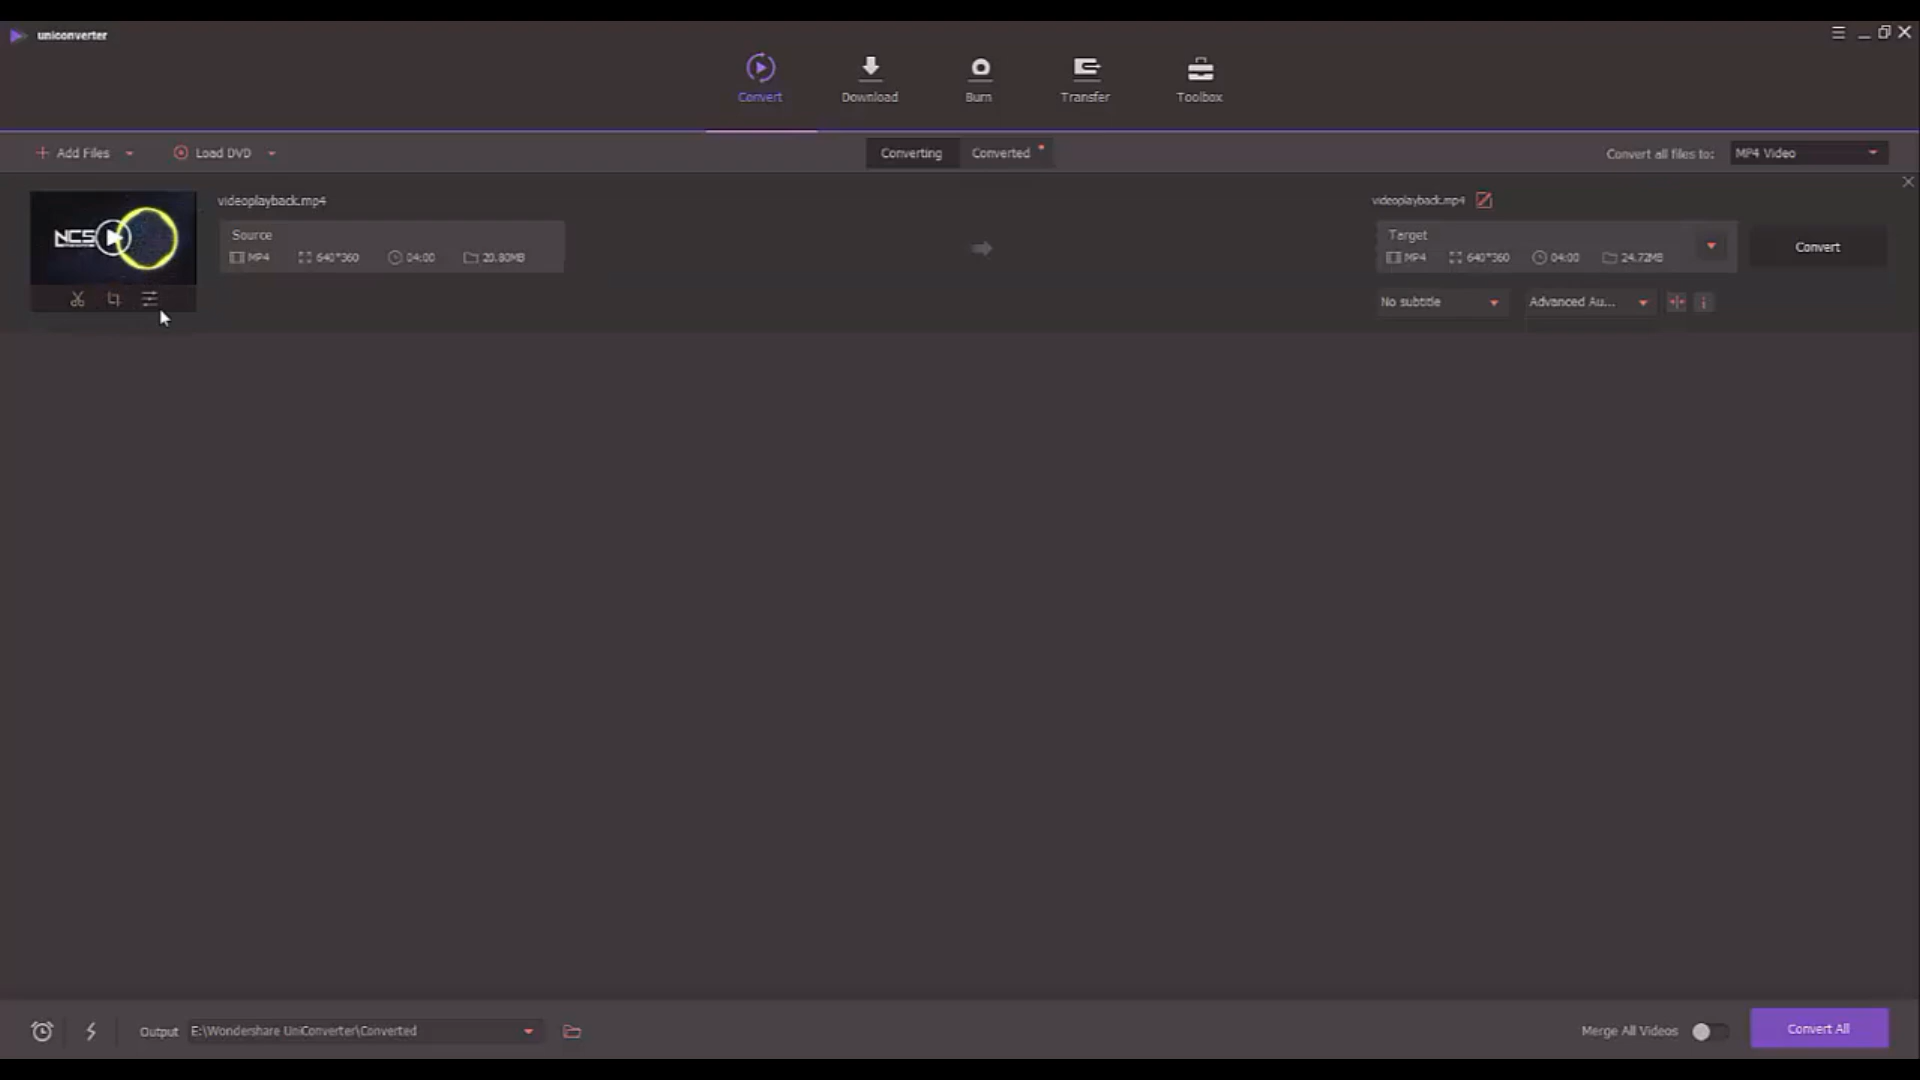 uniconverter
Convert
Download
Burn
Transfer
Toolbox
Add Files
Load DVD
Converting
Converted
Convert all files to:
MP4 Video
videoplayback.mp4
videoplayback.mp4
Source
MP4
640*360
04:00
20.80MB
Target
MP4
640*360
04:00
24.72MB
Convert
NCS
No subtitle
Advanced Au...
Output
E:\Wondershare UniConverter\Converted
Merge All Videos
Convert All